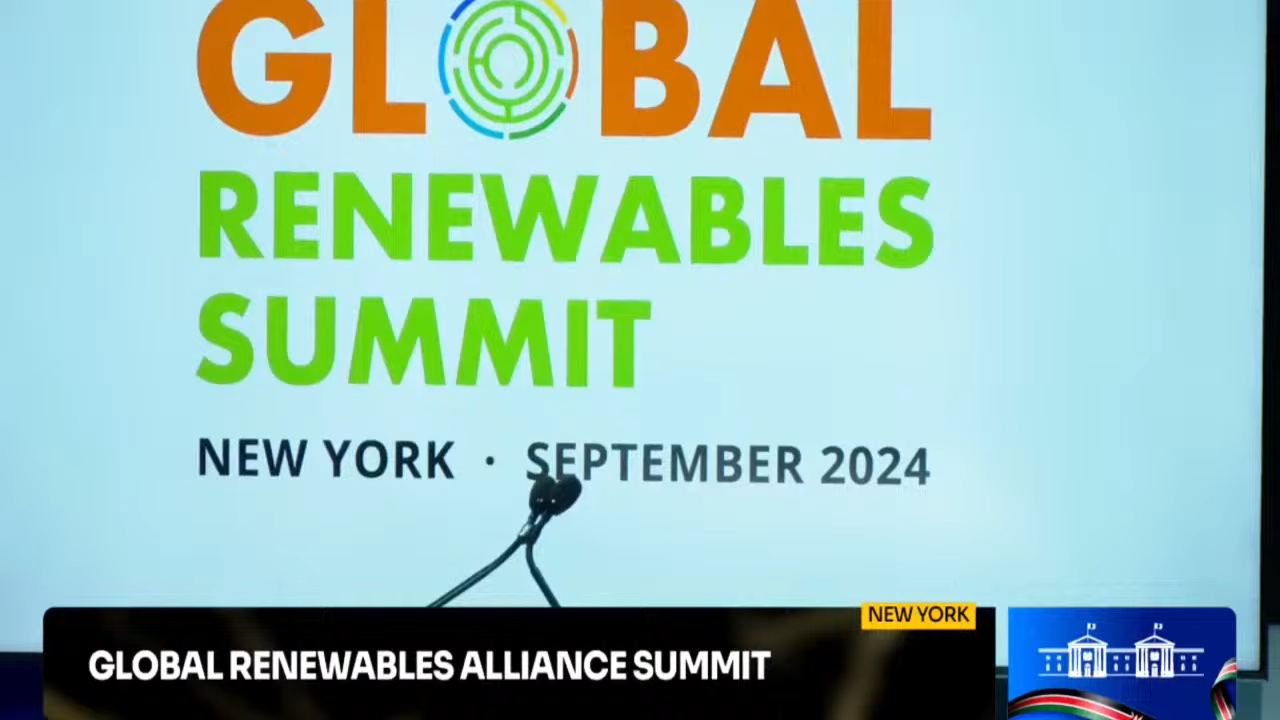 GLOBAL
RENEWABLES
SUMMIT
NEW YORK · SEPTEMBER 2024
NEW YORK
GLOBAL RENEWABLES ALLIANCE SUMMIT